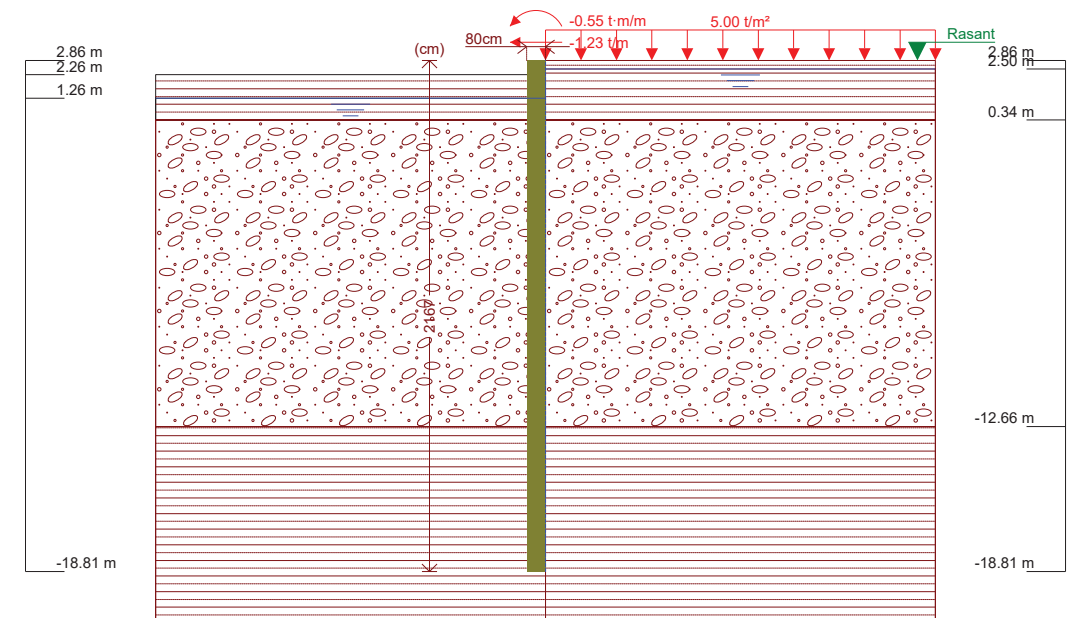 -0.55 t·m/m
5.00 t/m²
Rasant
80cm
-1.23 t/m
(cm)
2.86 m
2.26 m
1.26 m
2.86 m
2.50 m
0.34 m
2167
-12.66 m
-18.81 m
-18.81 m